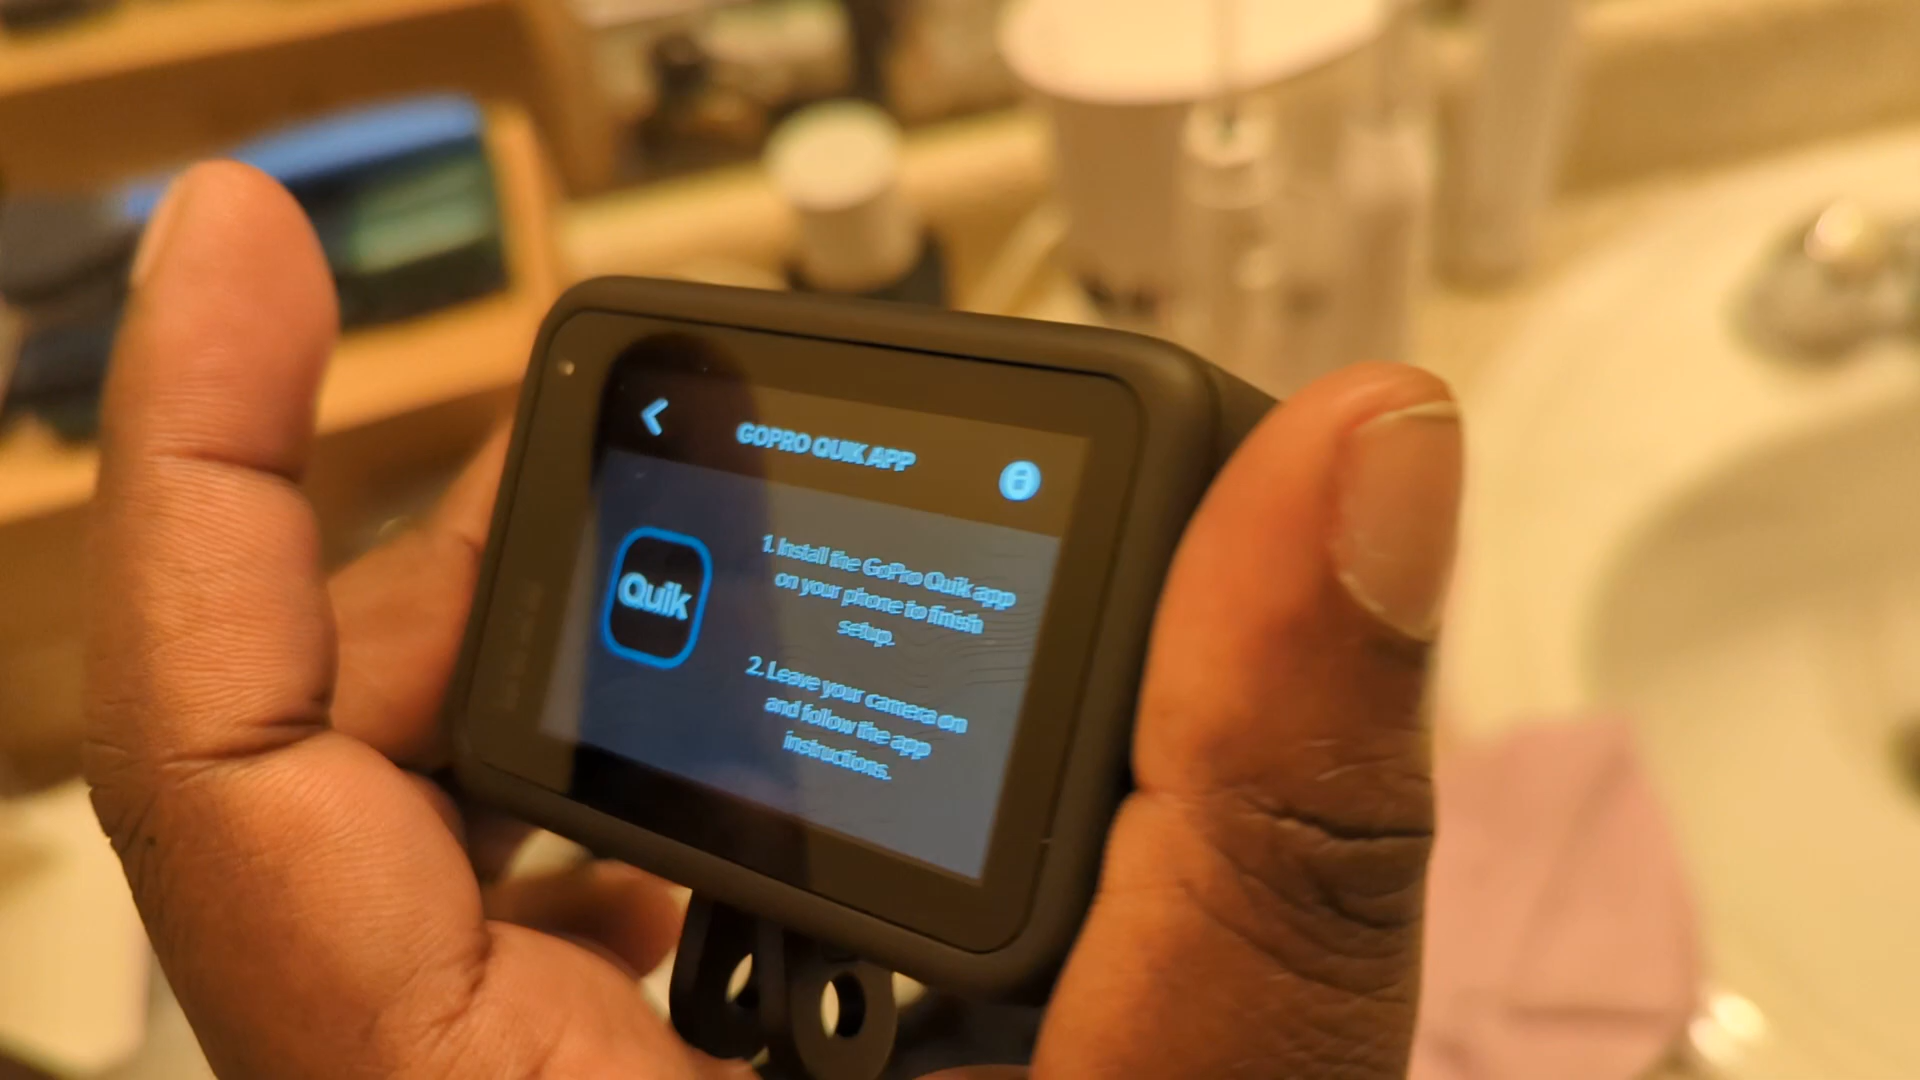 GOPRO QUIK APP
Quik
1. Install the GoPro Quik app
on your phone to finish
setup.
2. Leave your camera on
and follow the app
instructions.